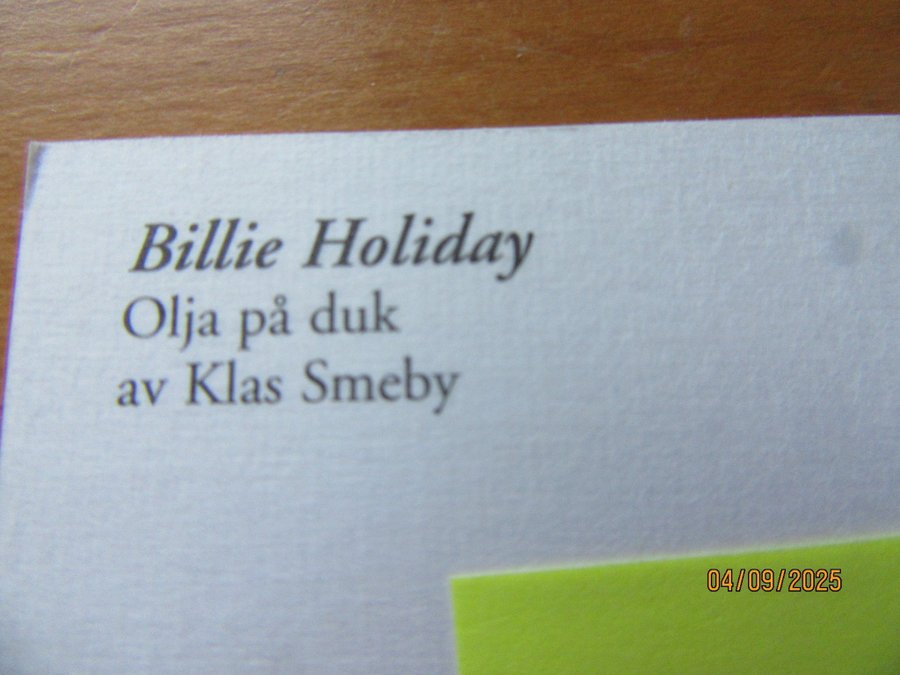 Billie Holiday
Olja på duk
av Klas Smeby
04/09/2025